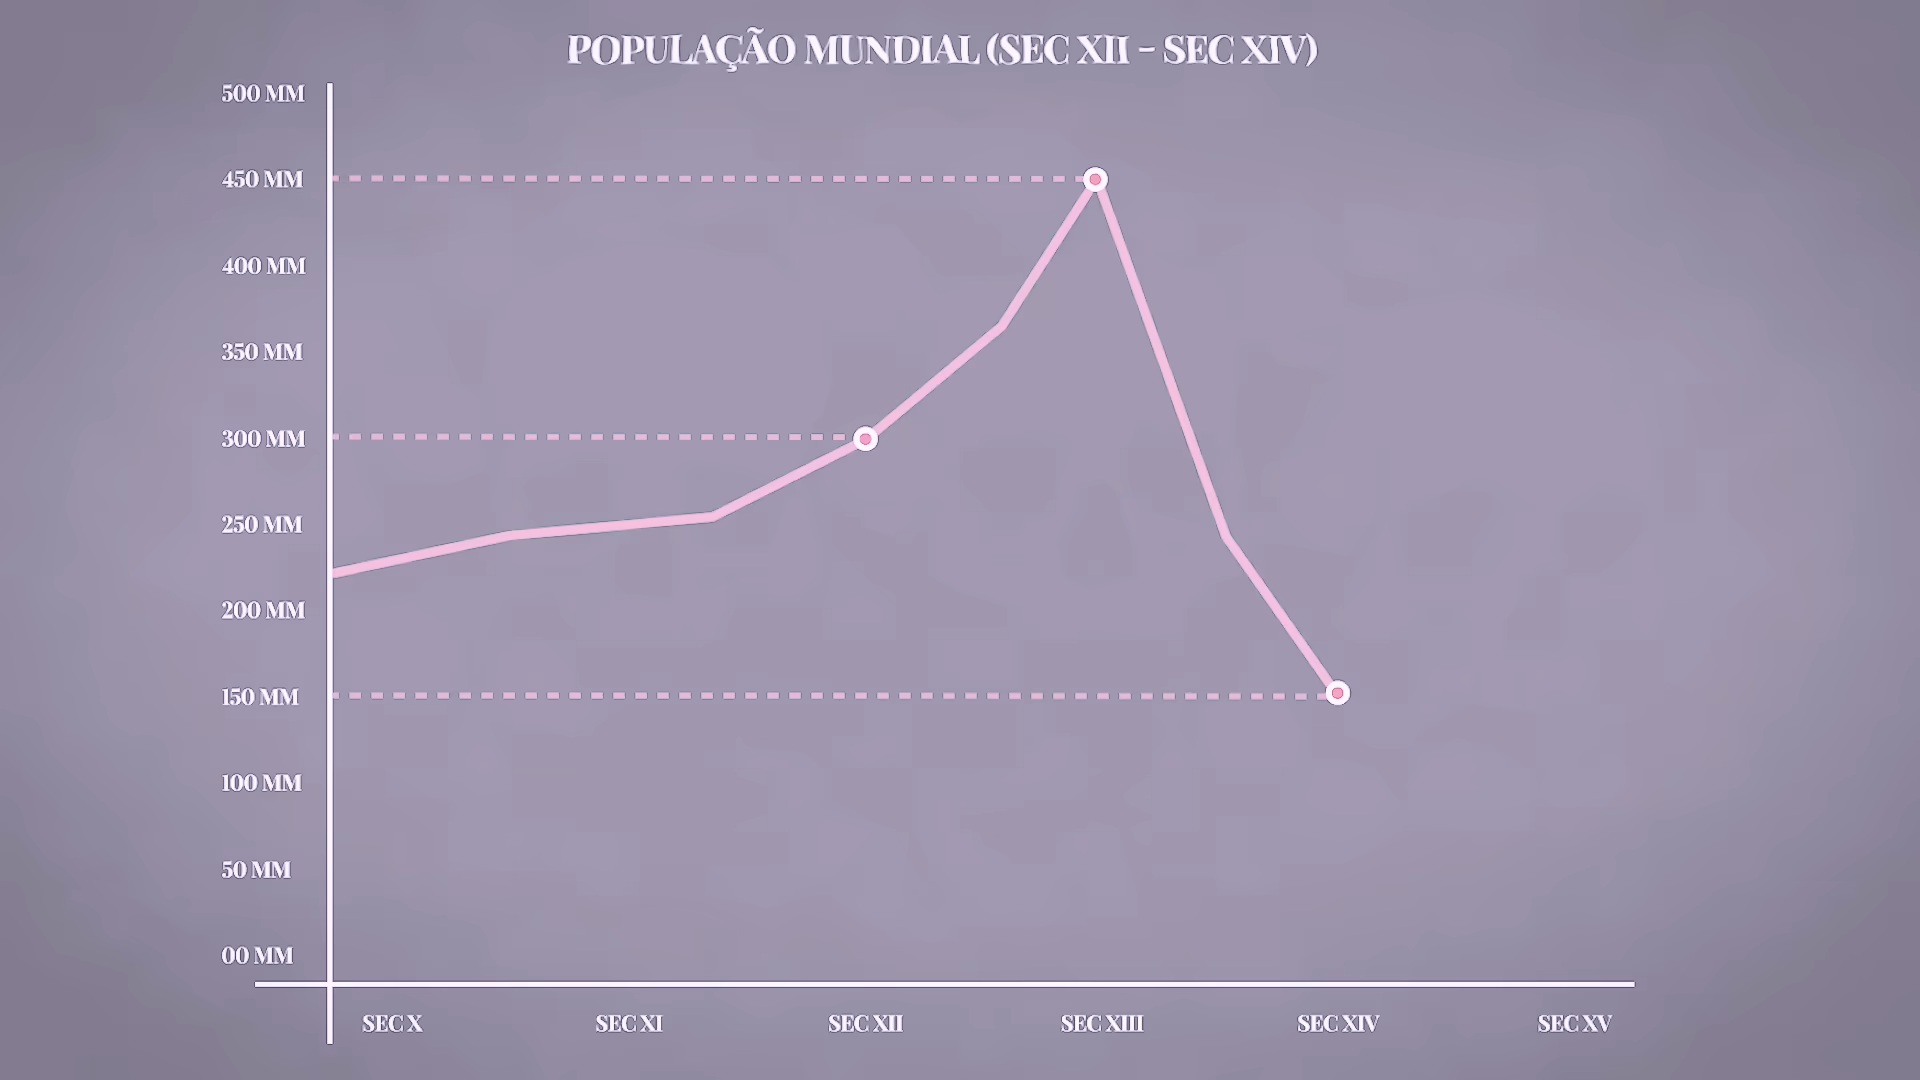 POPULAÇÃO MUNDIAL (SEC XII – SEC XIV)
500 MM
450 MM
400 MM
350 MM
300 MM
250 MM
200 MM
150 MM
100 MM
50 MM
00 MM
SEC X SEC XI SEC XII SEC XIII SEC XIV SEC XV